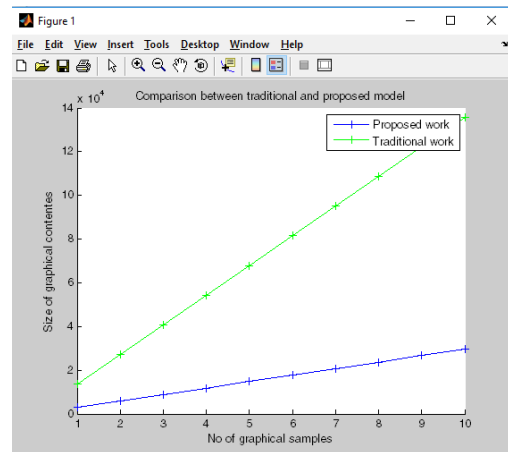 Figure 1
File Edit View Insert Tools Desktop Window Help
x 10^4
Comparison between traditional and proposed model
Proposed work
Traditional work
14
12
10
8
6
4
2
0
Size of graphical contentes
1 2 3 4 5 6 7 8 9 10
No of graphical samples